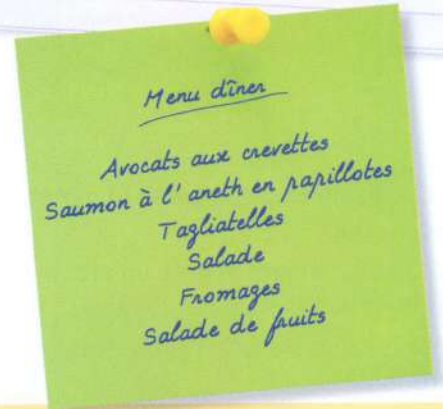 Menu dîner
Avocats aux crevettes
Saumon à l'aneth en papillotes
Tagliatelles
Salade
Fromages
Salade de fruits